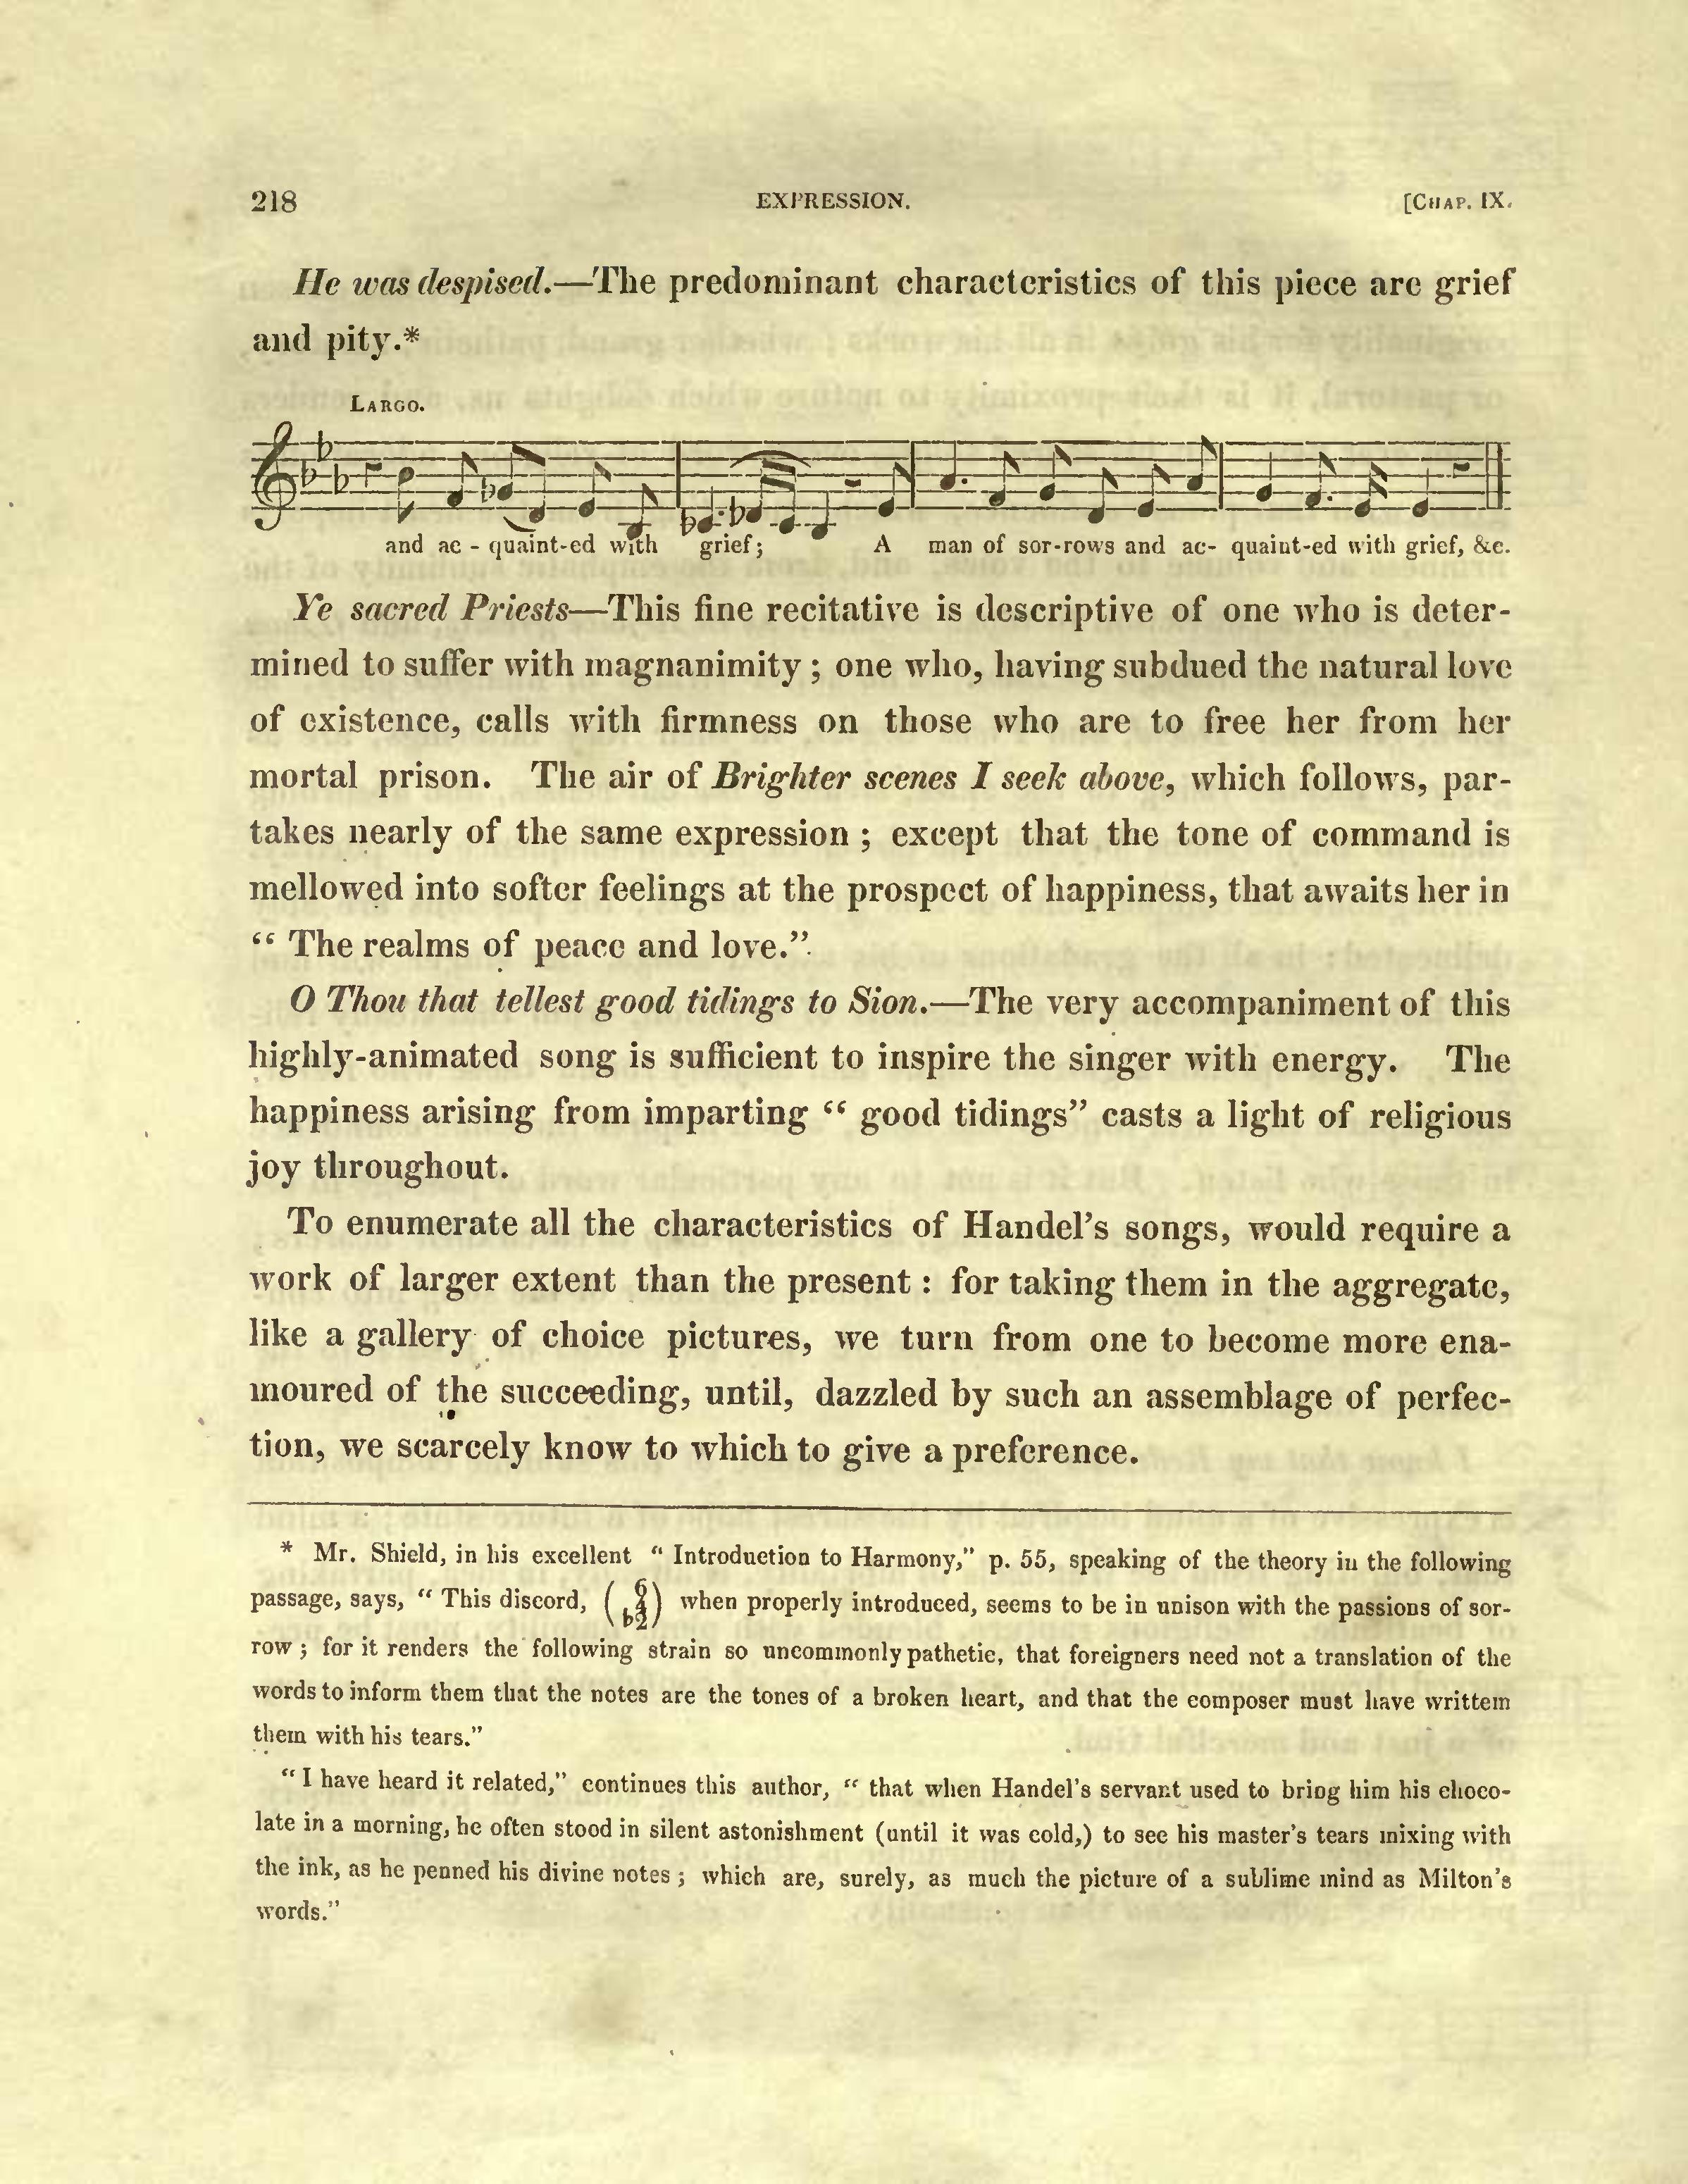 218 EXPRESSION. [CHAP. IX.
He was despised.—The predominant characteristics of this piece are grief
and pity.*
LARGO.
and ac - quaint-ed with grief; A man of sor-rows and ac- quaint-ed with grief, &c.
Ye sacred Priests—This fine recitative is descriptive of one who is deter-
mined to suffer with magnanimity ; one who, having subdued the natural love
of existence, calls with firmness on those who are to free her from her
mortal prison. The air of Brighter scenes I seek above, which follows, par-
takes nearly of the same expression ; except that the tone of command is
mellowed into softer feelings at the prospect of happiness, that awaits her in
“ The realms of peace and love.”
O Thou that tellest good tidings to Sion.—The very accompaniment of this
highly-animated song is sufficient to inspire the singer with energy. The
happiness arising from imparting “ good tidings” casts a light of religious
joy throughout.
To enumerate all the characteristics of Handel’s songs, would require a
work of larger extent than the present : for taking them in the aggregate,
like a gallery of choice pictures, we turn from one to become more ena-
moured of the succeeding, until, dazzled by such an assemblage of perfec-
tion, we scarcely know to which to give a preference.
* Mr. Shield, in his excellent “ Introduction to Harmony,” p. 55, speaking of the theory in the following
passage, says, “ This discord, ( 6 4 ♭2 ) when properly introduced, seems to be in unison with the passions of sor-
row ; for it renders the following strain so uncommonly pathetic, that foreigners need not a translation of the
words to inform them that the notes are the tones of a broken heart, and that the composer must have writtem
them with his tears.”
“ I have heard it related,” continues this author, “ that when Handel’s servant used to bring him his choco-
late in a morning, he often stood in silent astonishment (until it was cold,) to see his master’s tears mixing with
the ink, as he penned his divine notes ; which are, surely, as much the picture of a sublime mind as Milton’s
words.”